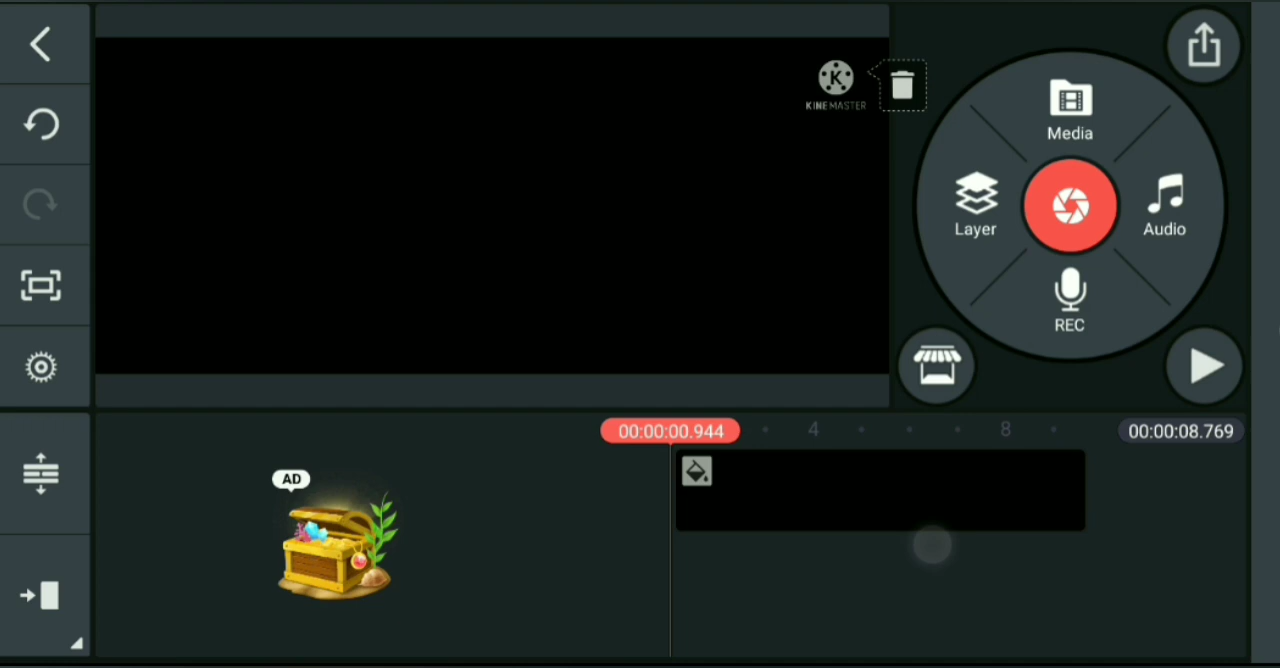 K
KINEMASTER
Media
Layer
Audio
REC
00:00:00.944
4
8
00:00:08.769
AD